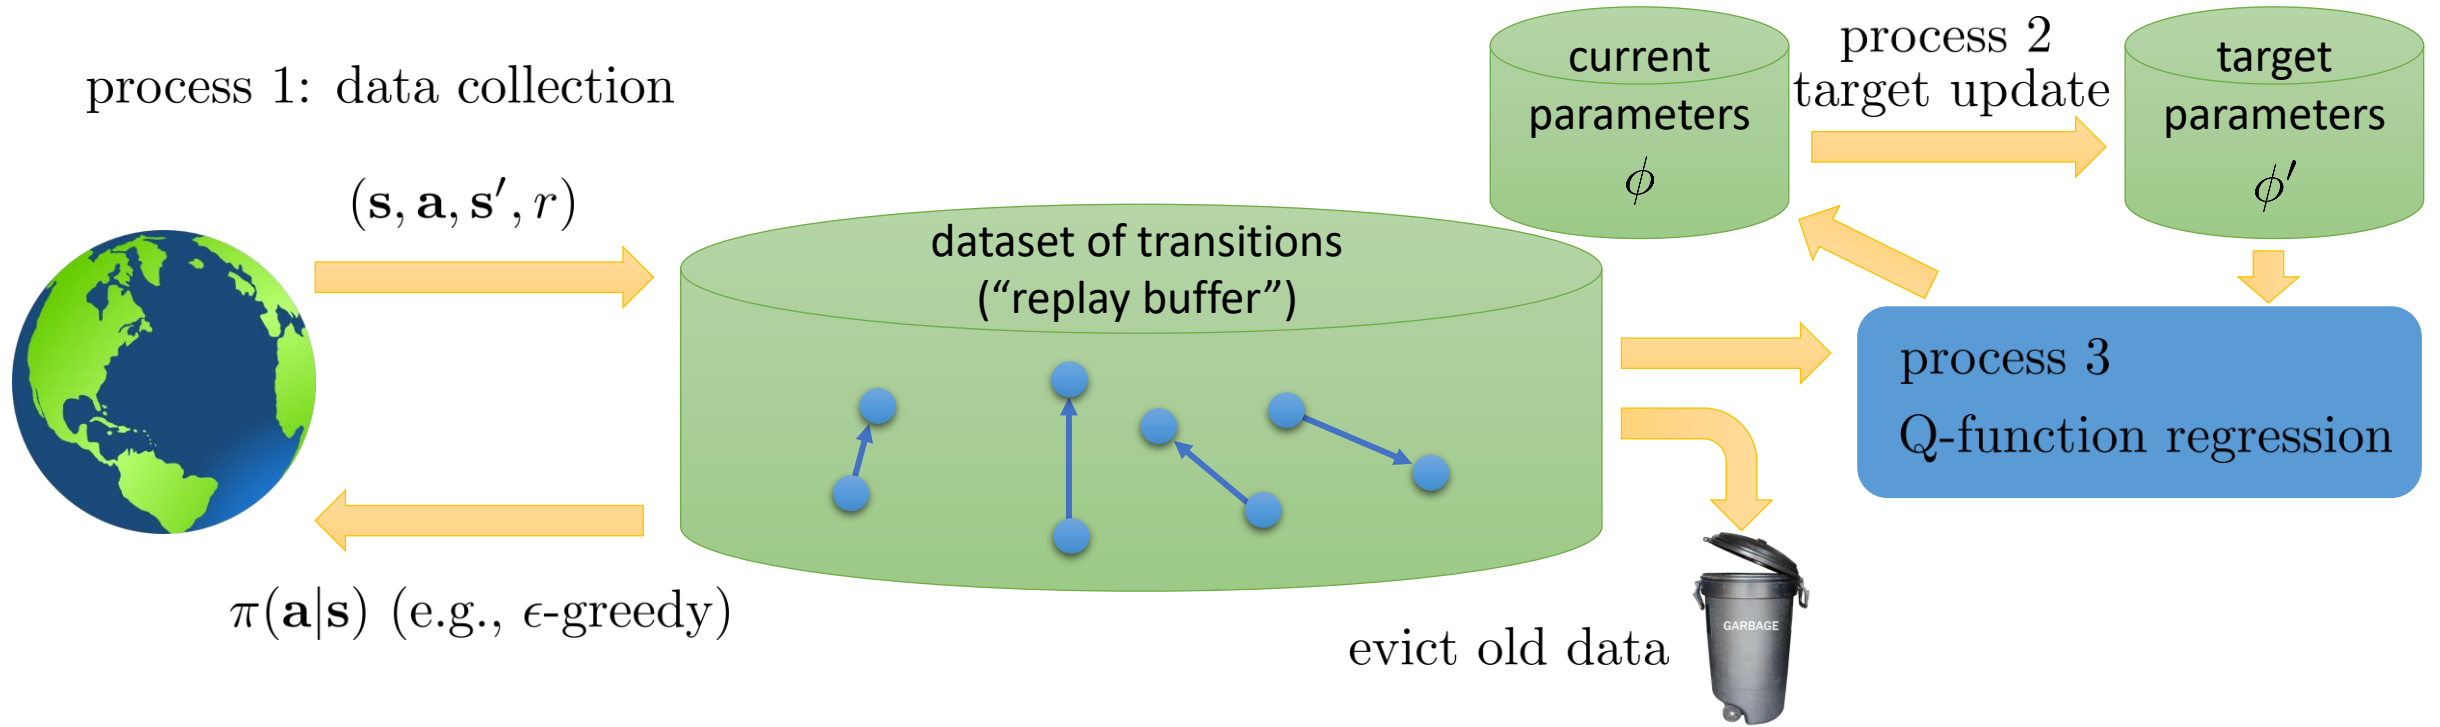 process 1: data collection
(s, a, s′, r)
π(a|s) (e.g., ϵ-greedy)
dataset of transitions
(“replay buffer”)
current
parameters
ϕ
process 2
target update
target
parameters
ϕ′
process 3
Q-function regression
evict old data
GARBAGE